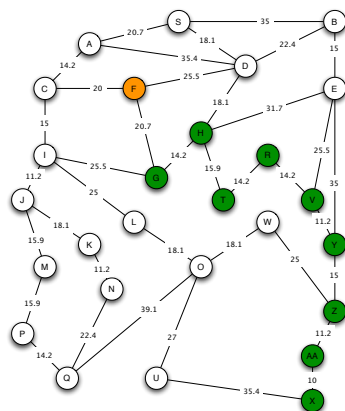 S 35 B
20.7
A 18.1 22.4 15
35.4 D
14.2 25.5
C 20 F E
18.1 31.7
15 20.7 H
14.2 R 25.5
I 25.5 15.9 14.2 35
11.2 G 14.2
J 25 T V
18.1 L W 11.2
15.9 K 18.1 18.1 Y
M 11.2 O 25 15
15.9 N 39.1 Z
P 22.4 27 11.2
14.2 AA
Q U 10
35.4 X